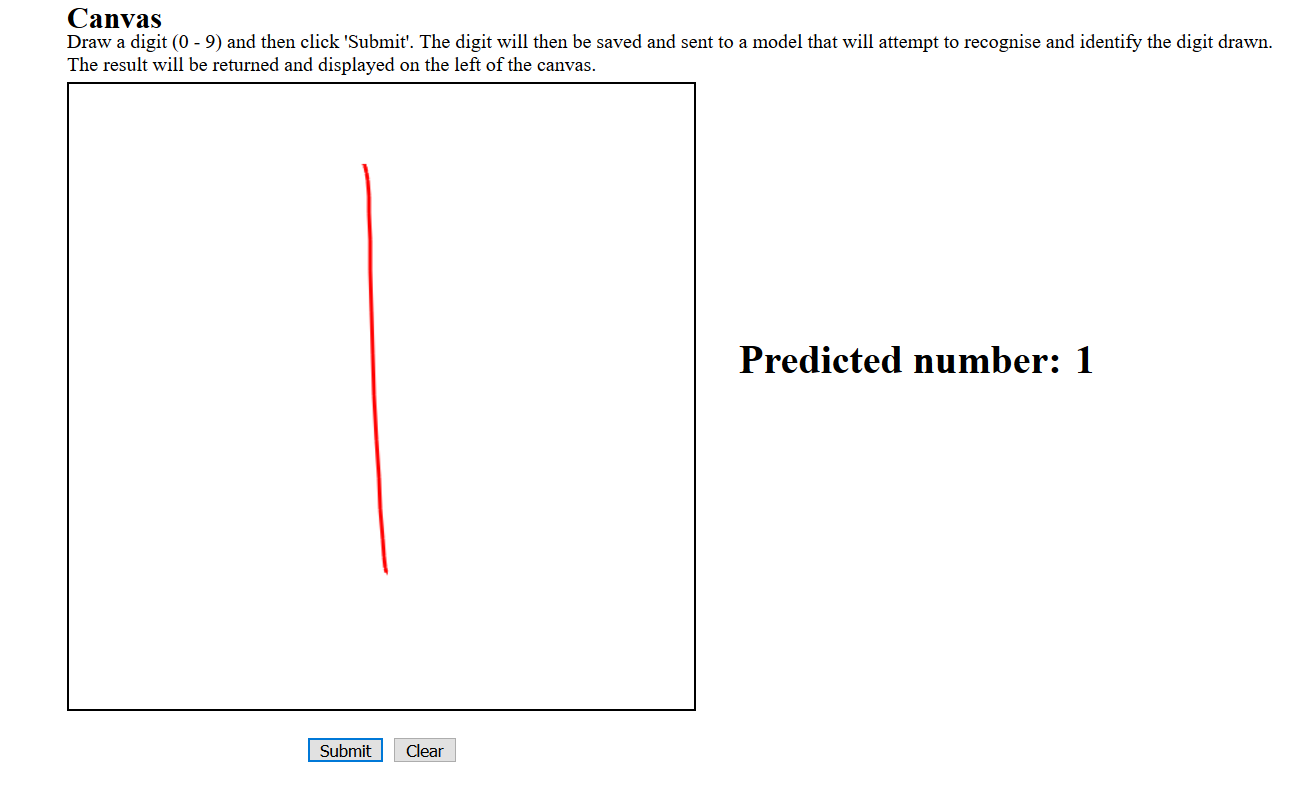 Canvas
Draw a digit (0 - 9) and then click 'Submit'. The digit will then be saved and sent to a model that will attempt to recognise and identify the digit drawn.
The result will be returned and displayed on the left of the canvas.
Predicted number: 1
Submit Clear